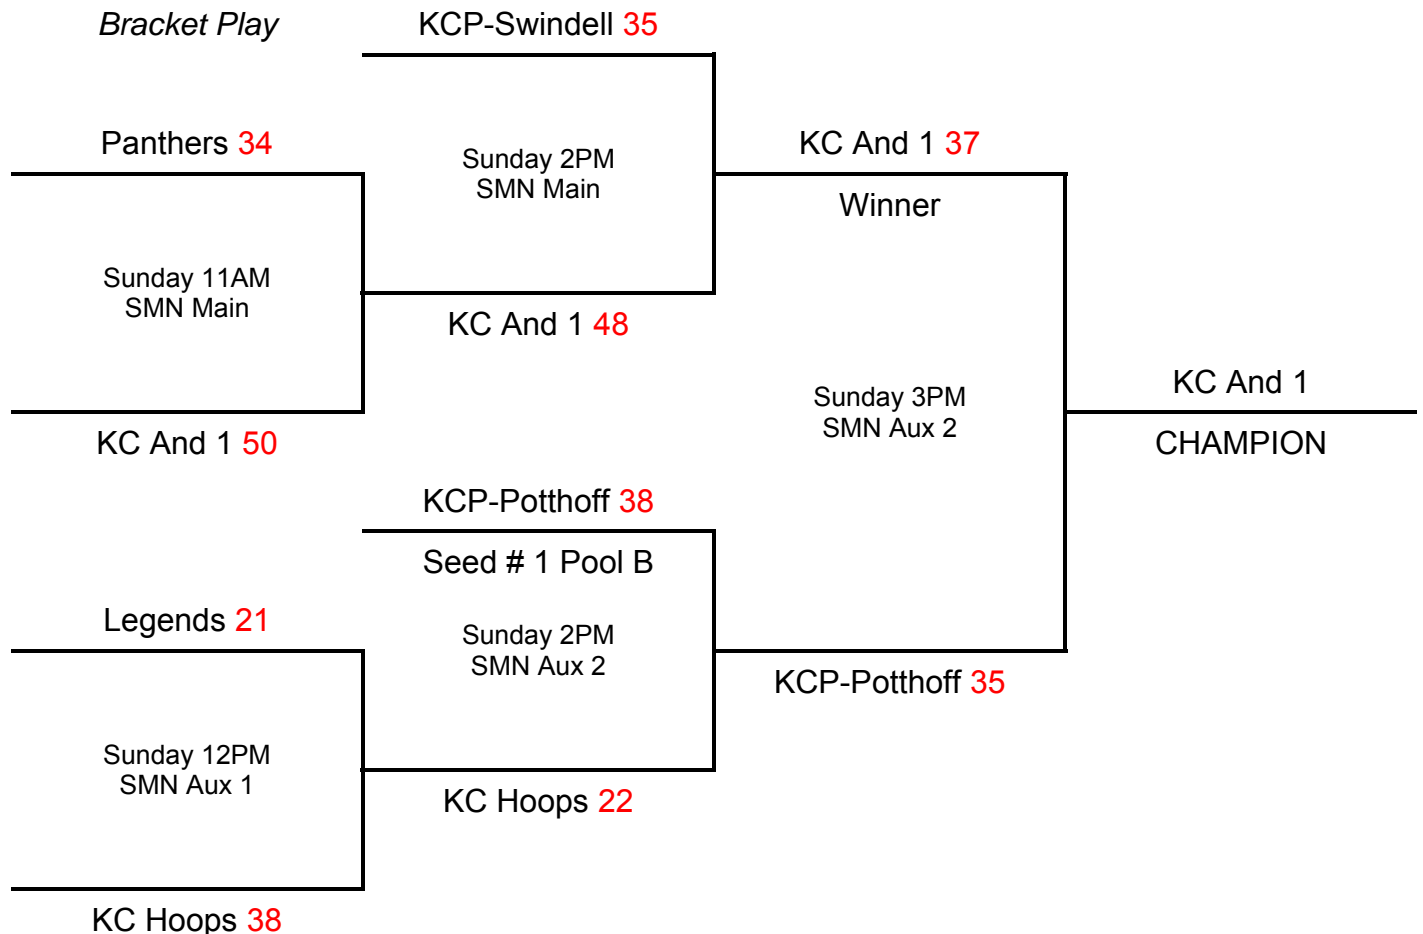 Bracket Play
KCP-Swindell 35
Panthers 34
Sunday 2PM
SMN Main
KC And 1 37
Winner
Sunday 11AM
SMN Main
KC And 1 48
KC And 1 50
Sunday 3PM
SMN Aux 2
KC And 1
CHAMPION
KCP-Potthoff 38
Seed # 1 Pool B
Legends 21
Sunday 2PM
SMN Aux 2
KCP-Potthoff 35
Sunday 12PM
SMN Aux 1
KC Hoops 22
KC Hoops 38